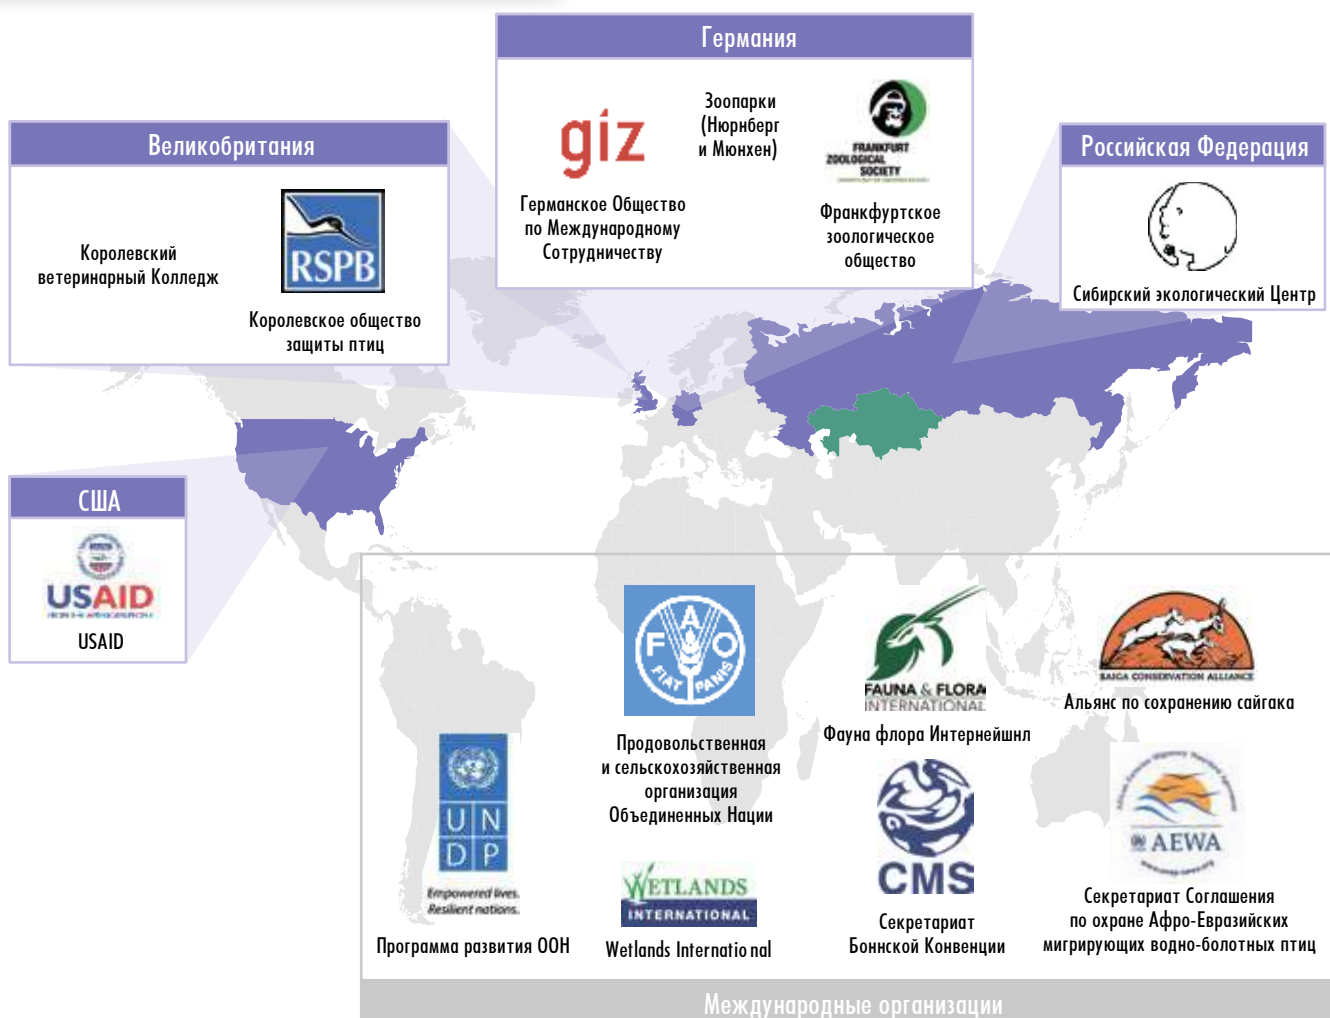 Германия
giz
Германское Общество
по Международному
Сотрудничеству
Зоопарки
(Нюрнберг
и Мюнхен)
FRANKFURT
ZOOLOGICAL
SOCIETY
Франкфуртское
зоологическое
общество
Великобритания
Королевский
ветеринарный Колледж
RSPB
Королевское общество
защиты птиц
Российская Федерация
Сибирский экологический Центр
США
USAID
USAID
F A O
FIAT PANIS
Продовольственная
и сельскохозяйственная
организация
Объединенных Нации
FAUNA & FLORA
INTERNATIONAL
Фауна флора Интернейшнл
SAIGA CONSERVATION ALLIANCE
Альянс по сохранению сайгака
U N
D P
Empowered lives.
Resilient nations.
Программа развития ООН
WETLANDS
INTERNATIONAL
Wetlands Internatio nal
CMS
Секретариат
Боннской Конвенции
AEWA
Секретариат Соглашения
по охране Афро-Евразийских
мигрирующих водно-болотных птиц
Международные организации